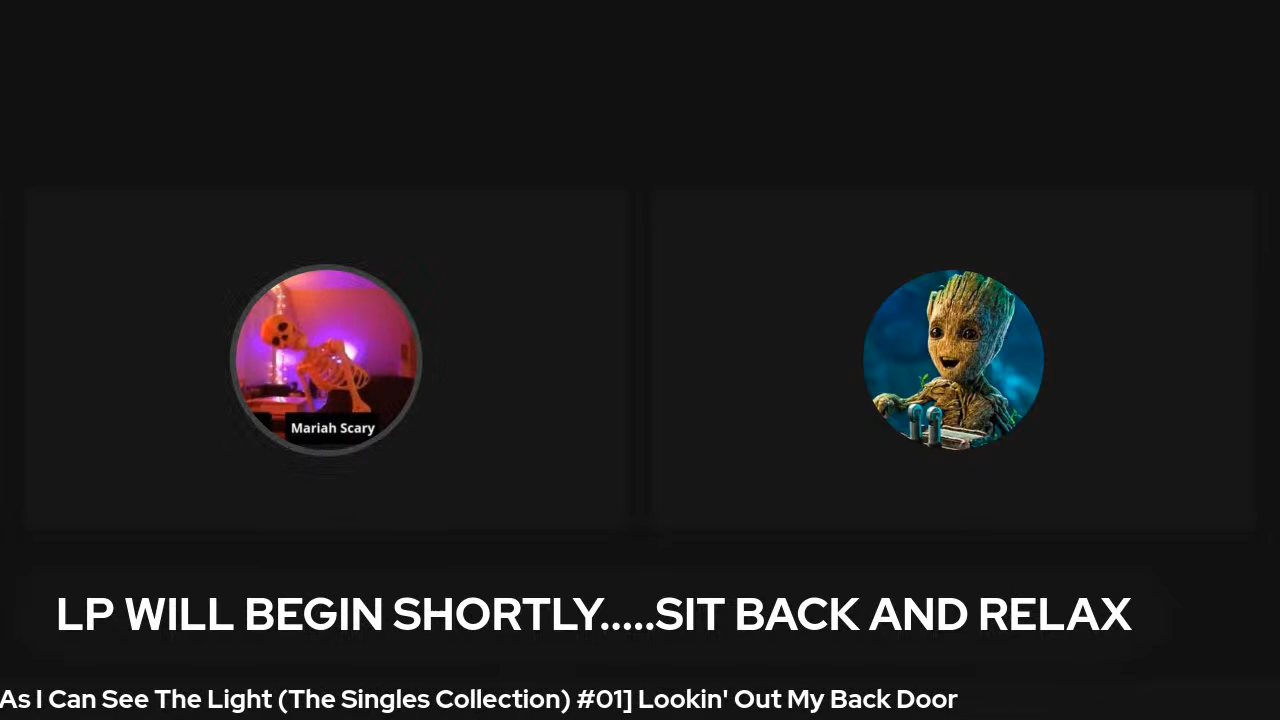 Mariah Scary
LP WILL BEGIN SHORTLY.....SIT BACK AND RELAX
As I Can See The Light (The Singles Collection) #01] Lookin' Out My Back Door